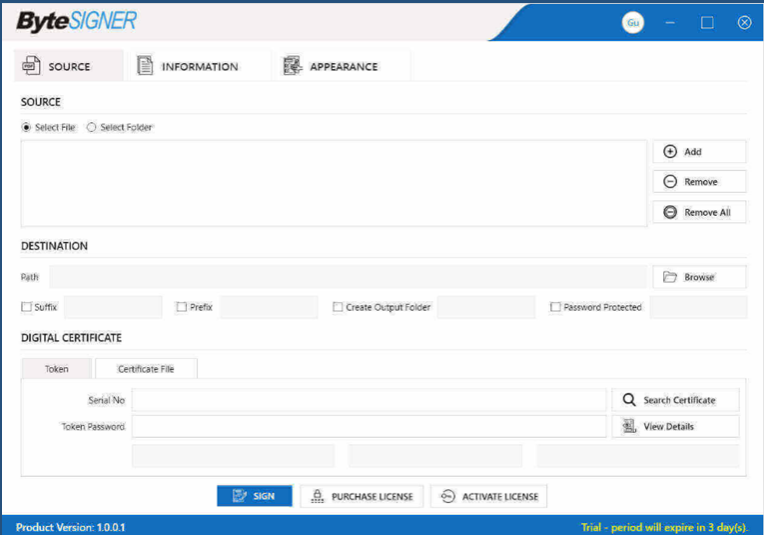 ByteSIGNER
Gu
SOURCE INFORMATION APPEARANCE
SOURCE
Select File Select Folder
Add
Remove
Remove All
DESTINATION
Path Browse
Suffix Prefix Create Output Folder Password Protected
DIGITAL CERTIFICATE
Token Certificate File
Serial No Search Certificate
Token Password View Details
SIGN PURCHASE LICENSE ACTIVATE LICENSE
Product Version: 1.0.0.1 Trial - period will expire in 3 day(s).